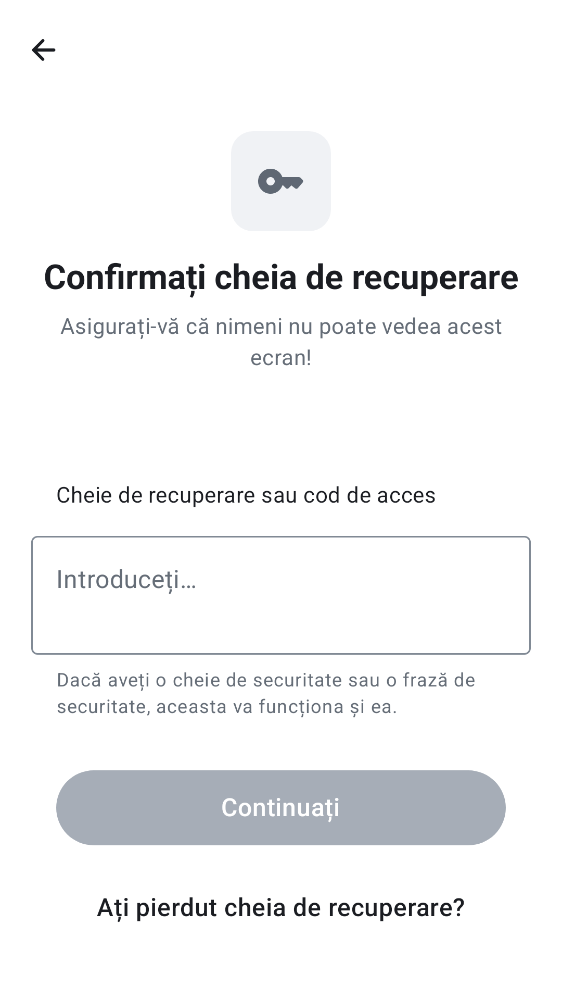 Confirmați cheia de recuperare
Asigurați-vă că nimeni nu poate vedea acest
ecran!
Cheie de recuperare sau cod de acces
Introduceți…
Dacă aveți o cheie de securitate sau o frază de
securitate, aceasta va funcționa și ea.
Continuați
Ați pierdut cheia de recuperare?